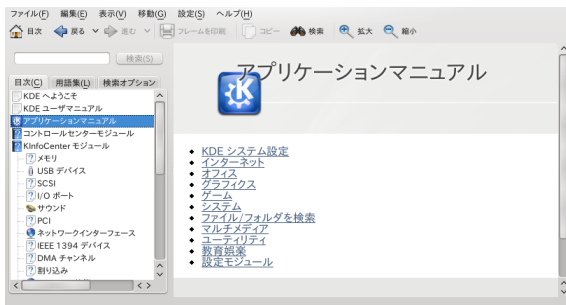 ファイル(F) 編集(E) 表示(V) 移動(G) 設定(S) ヘルプ(H)
目次 戻る 進む フレームを印刷 コピー 検索 拡大 縮小
検索(S)
目次(C) 用語集(L) 検索オプション
KDE へようこそ
KDE ユーザマニュアル
アプリケーションマニュアル
コントロールセンターモジュール
KInfoCenter モジュール
メモリ
USB デバイス
SCSI
I/O ポート
サウンド
PCI
ネットワークインターフェース
IEEE 1394 デバイス
DMA チャンネル
割り込み
アプリケーションマニュアル
KDE システム設定
インターネット
オフィス
グラフィクス
ゲーム
システム
ファイル/フォルダを検索
マルチメディア
ユーティリティ
教育娯楽
設定モジュール